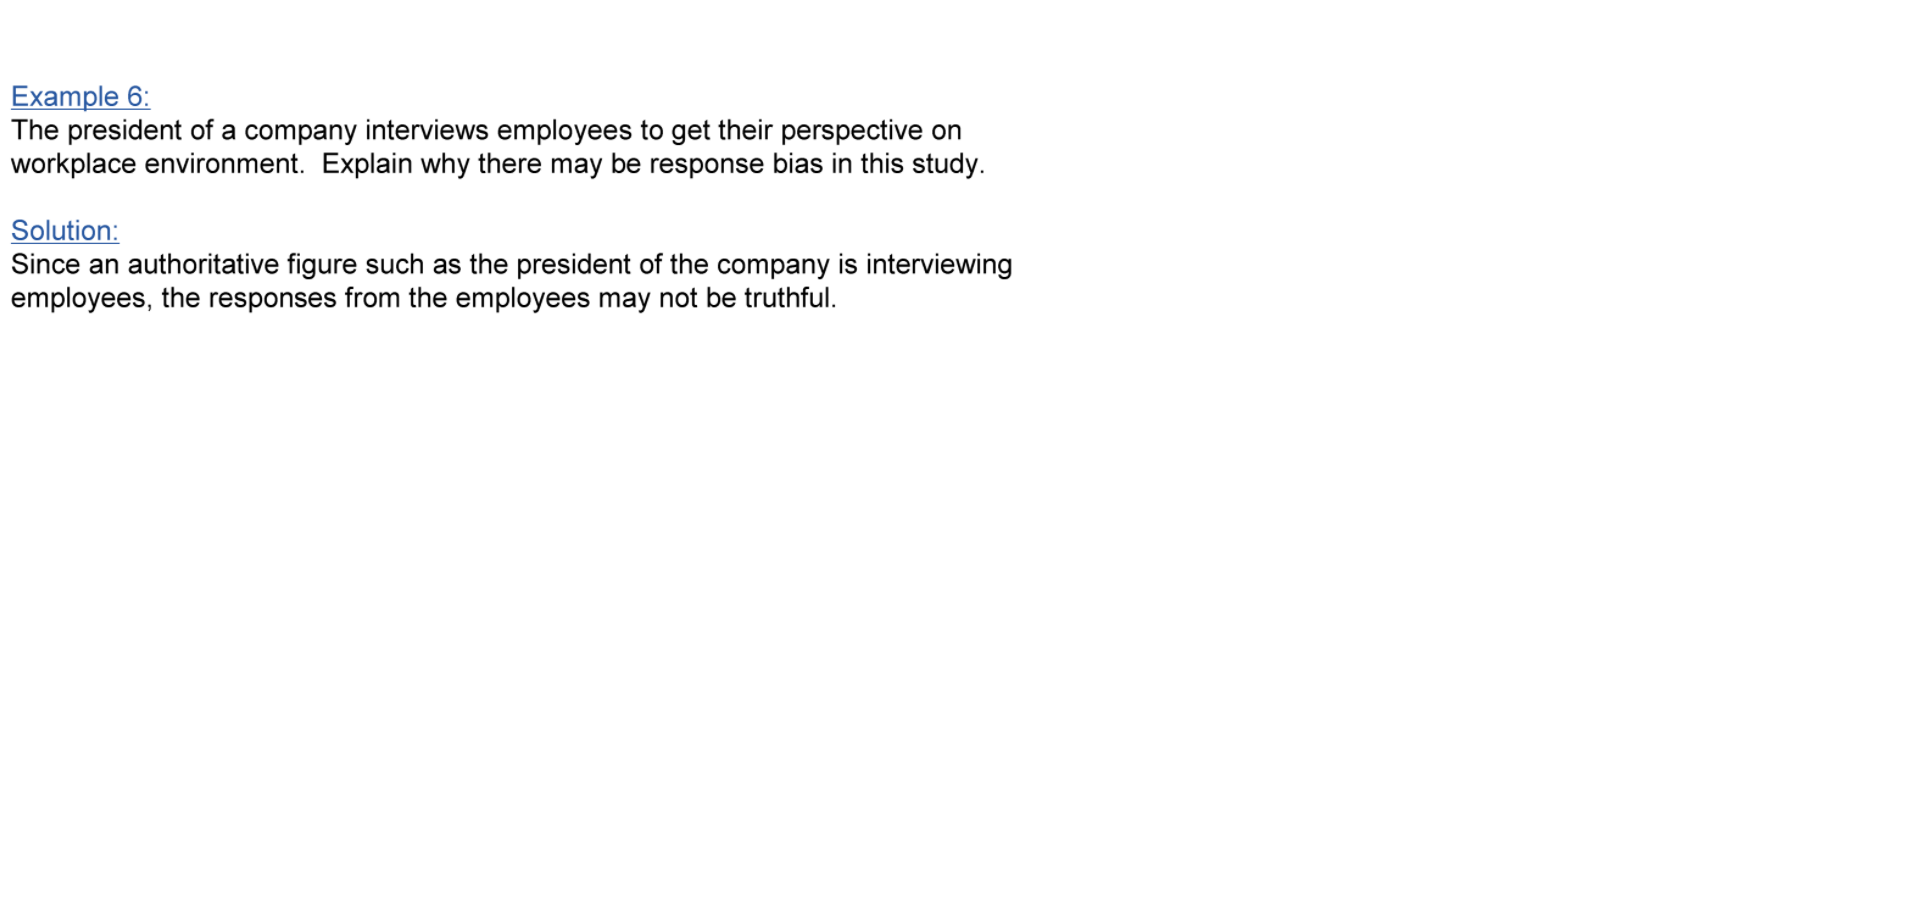 Example 6:
The president of a company interviews employees to get their perspective on
workplace environment.  Explain why there may be response bias in this study.
Solution:
Since an authoritative figure such as the president of the company is interviewing
employees, the responses from the employees may not be truthful.